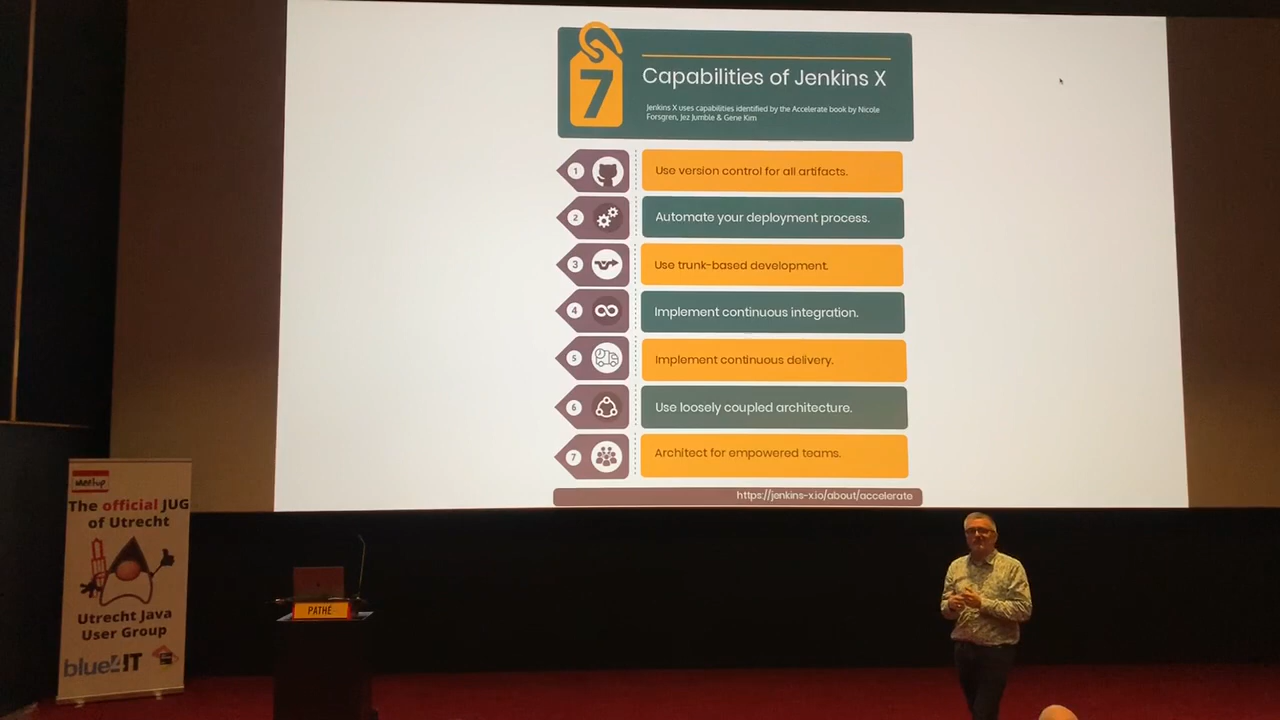 7
Capabilities of Jenkins X
Jenkins X uses capabilities identified by the Accelerate book by Nicole
Forsgren, Jez Jumble & Gene Kim
1
Use version control for all artifacts.
2
Automate your deployment process.
3
Use trunk-based development.
4
Implement continuous integration.
5
Implement continuous delivery.
6
Use loosely coupled architecture.
7
Architect for empowered teams.
https://jenkins-x.io/about/accelerate
Meetup
The official JUG
of Utrecht
Utrecht Java
User Group
blue4IT
PATHÉ